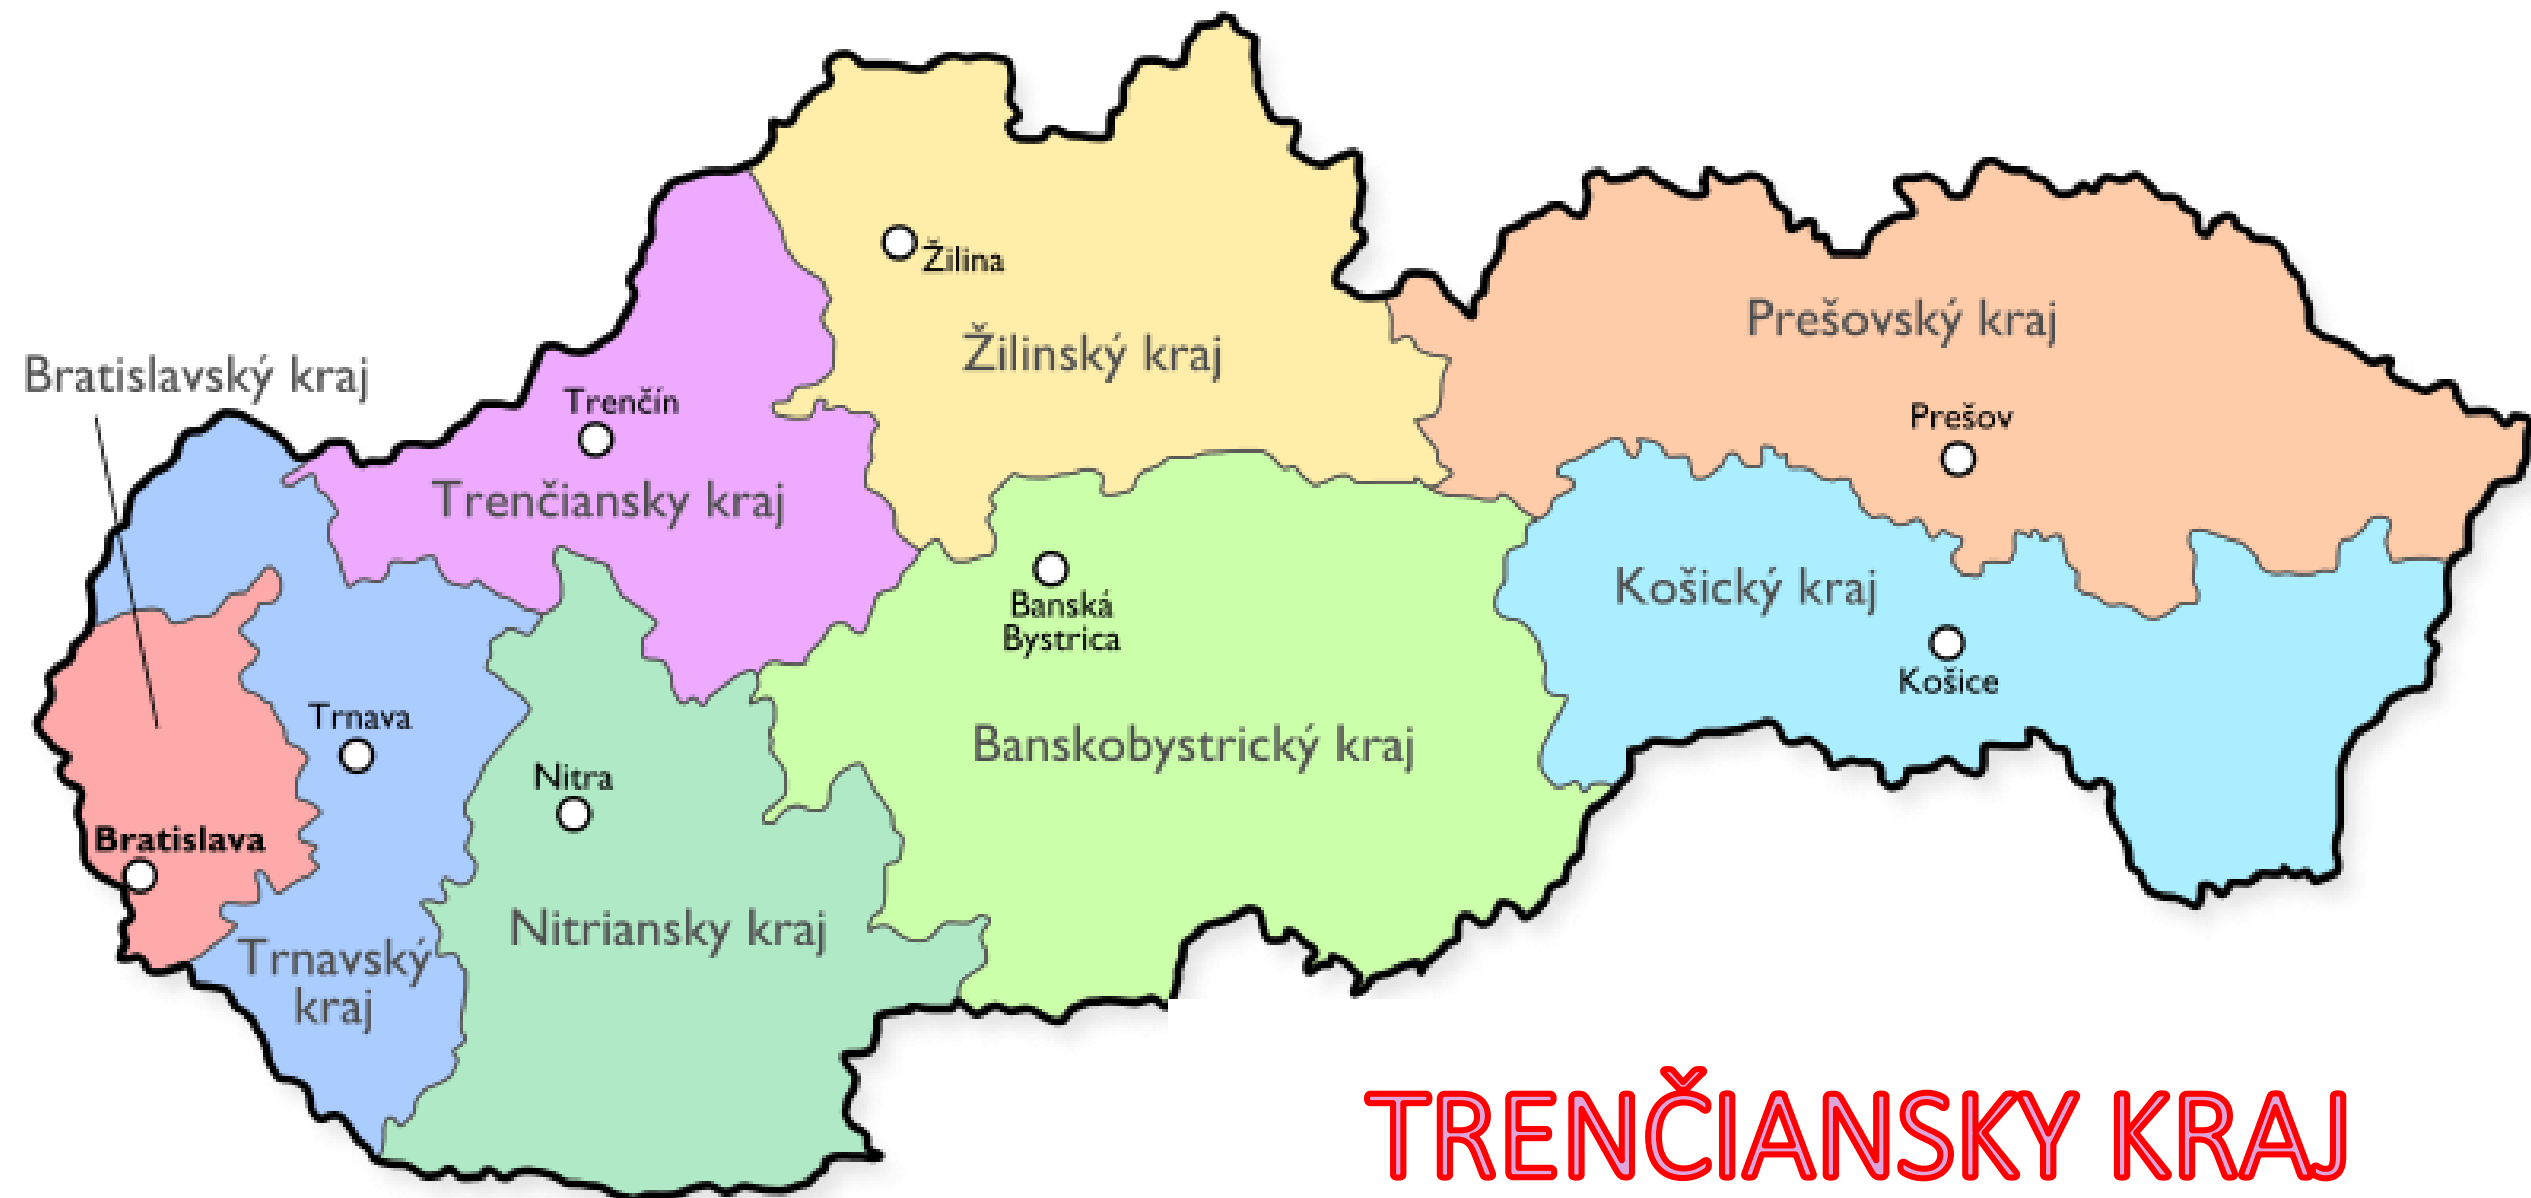 Žilina
Žilinský kraj
Prešovský kraj
Bratislavský kraj
Trenčín
Prešov
Trenčiansky kraj
Košický kraj
Banská
Bystrica
Košice
Trnava
Banskobystrický kraj
Nitra
Bratislava
Nitriansky kraj
Trnavský
kraj
TRENČIANSKY KRAJ